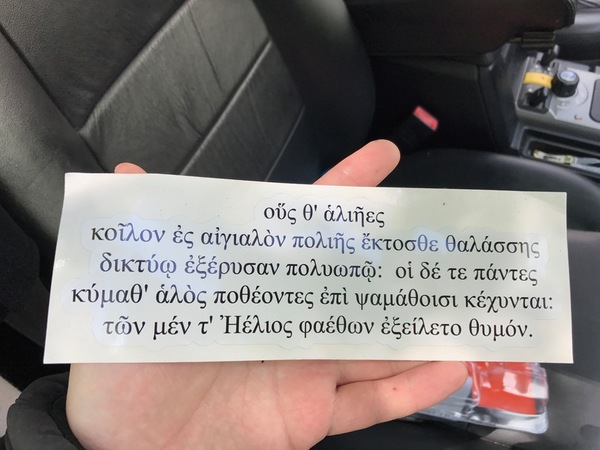 οὕς θ' ἁλιῆες
κοῖλον ἐς αἰγιαλὸν πολιῆς ἔκτοσθε θαλάσσης
δικτύῳ ἐξέρυσαν πολυωπῷ: οἱ δέ τε πάντες
κύμαθ' ἁλὸς ποθέοντες ἐπὶ ψαμάθοισι κέχυνται:
τῶν μέν τ' Ἠέλιος φαέθων ἐξείλετο θυμόν.